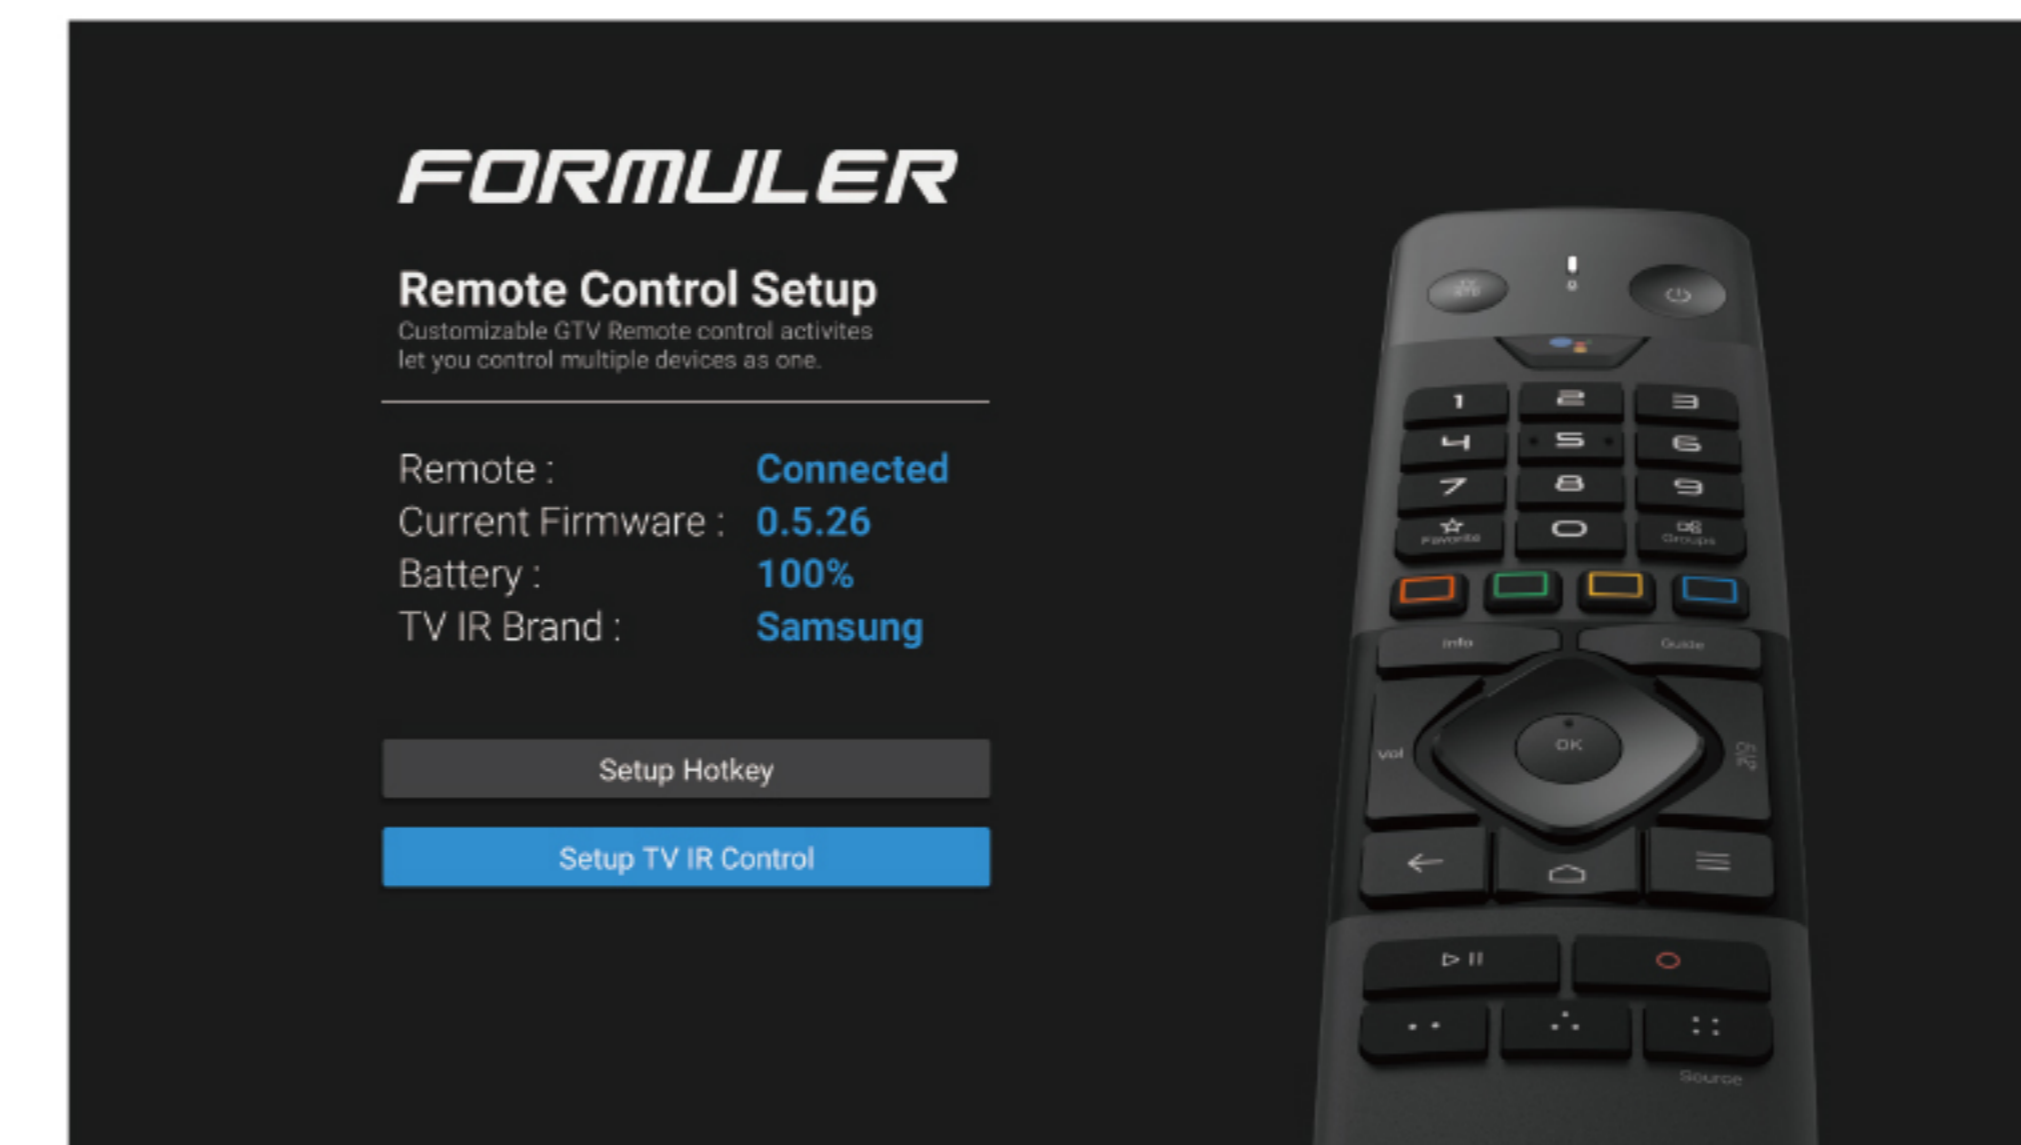 FORMULER
Remote Control Setup
Customizable GTV Remote control activites
let you control multiple devices as one.
Remote : Connected
Current Firmware : 0.5.26
Battery : 100%
TV IR Brand : Samsung
Setup Hotkey
Setup TV IR Control
1 2 3
4 5 6
7 8 9
Favorite 0 Groups
Info Guide
Vol OK
Source